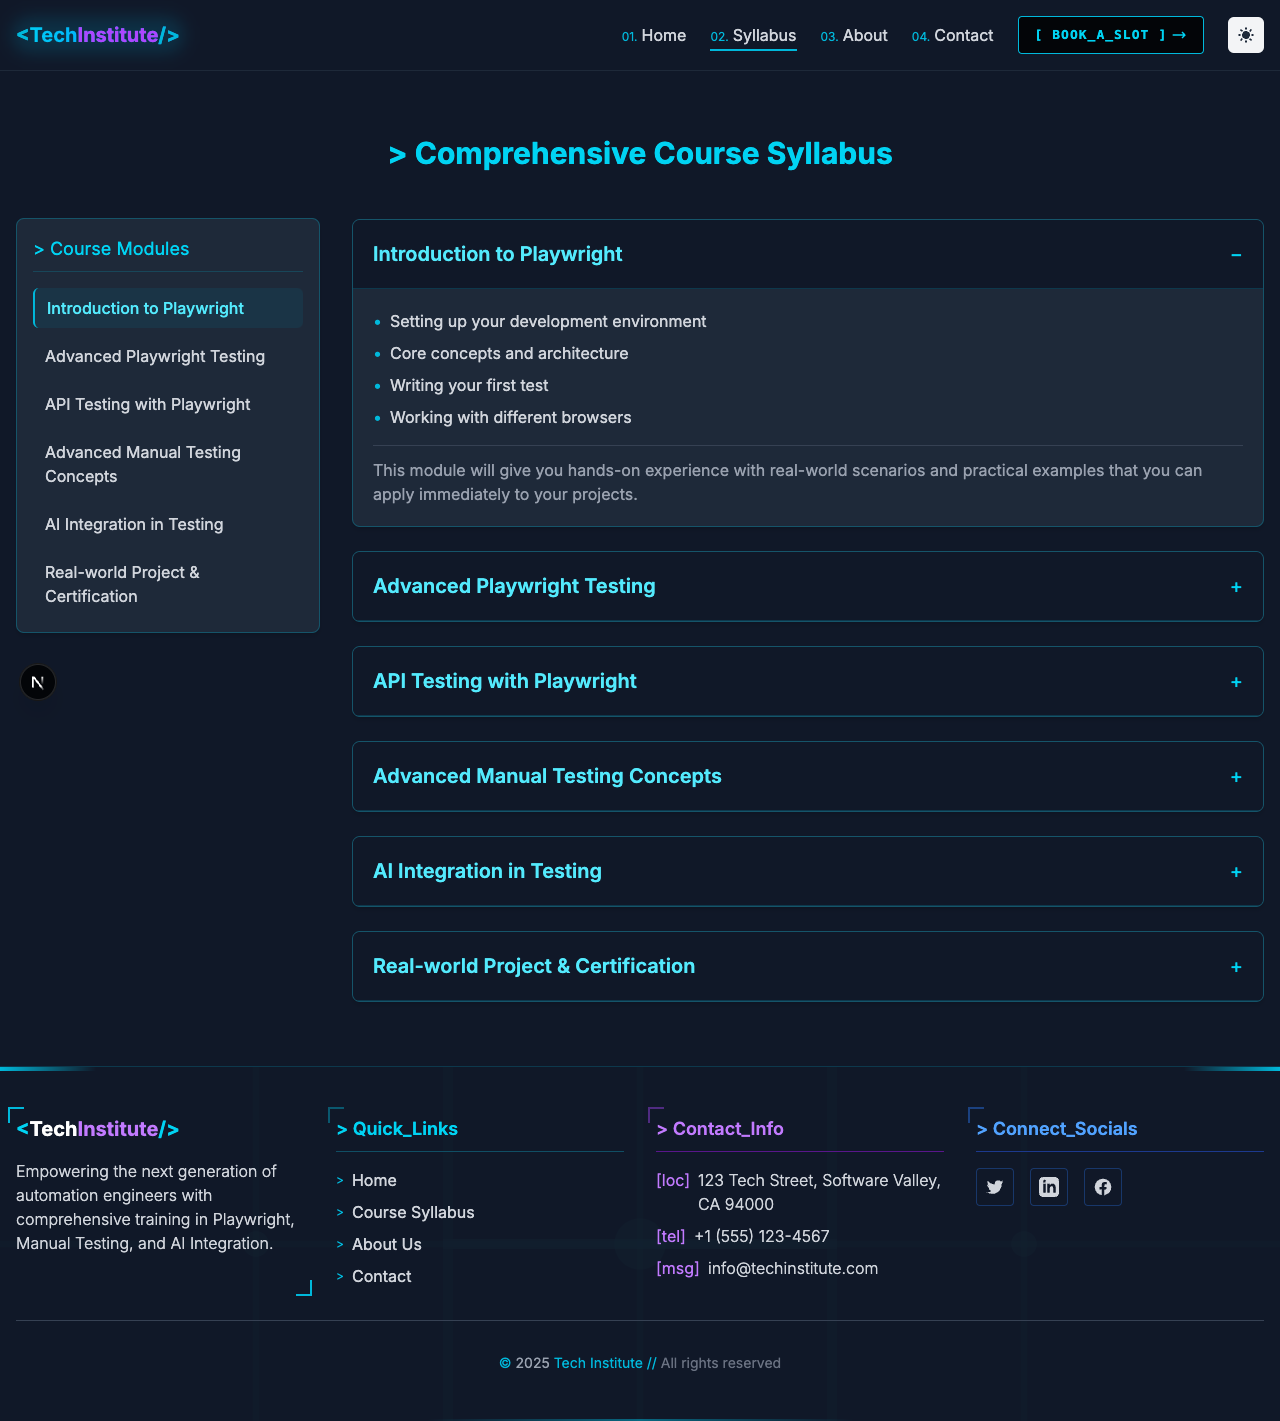 <TechInstitute/>
01. Home
02. Syllabus
03. About
04. Contact
[ BOOK_A_SLOT ] →
> Comprehensive Course Syllabus
> Course Modules
Introduction to Playwright
Advanced Playwright Testing
API Testing with Playwright
Advanced Manual Testing
Concepts
AI Integration in Testing
Real-world Project &
Certification
N
Introduction to Playwright
−
• Setting up your development environment
• Core concepts and architecture
• Writing your first test
• Working with different browsers
This module will give you hands-on experience with real-world scenarios and practical examples that you can
apply immediately to your projects.
Advanced Playwright Testing
+
API Testing with Playwright
+
Advanced Manual Testing Concepts
+
AI Integration in Testing
+
Real-world Project & Certification
+
<TechInstitute/>
Empowering the next generation of
automation engineers with
comprehensive training in Playwright,
Manual Testing, and AI Integration.
> Quick_Links
> Home
> Course Syllabus
> About Us
> Contact
> Contact_Info
[loc] 123 Tech Street, Software Valley,
CA 94000
[tel] +1 (555) 123-4567
[msg] info@techinstitute.com
> Connect_Socials
© 2025 Tech Institute // All rights reserved